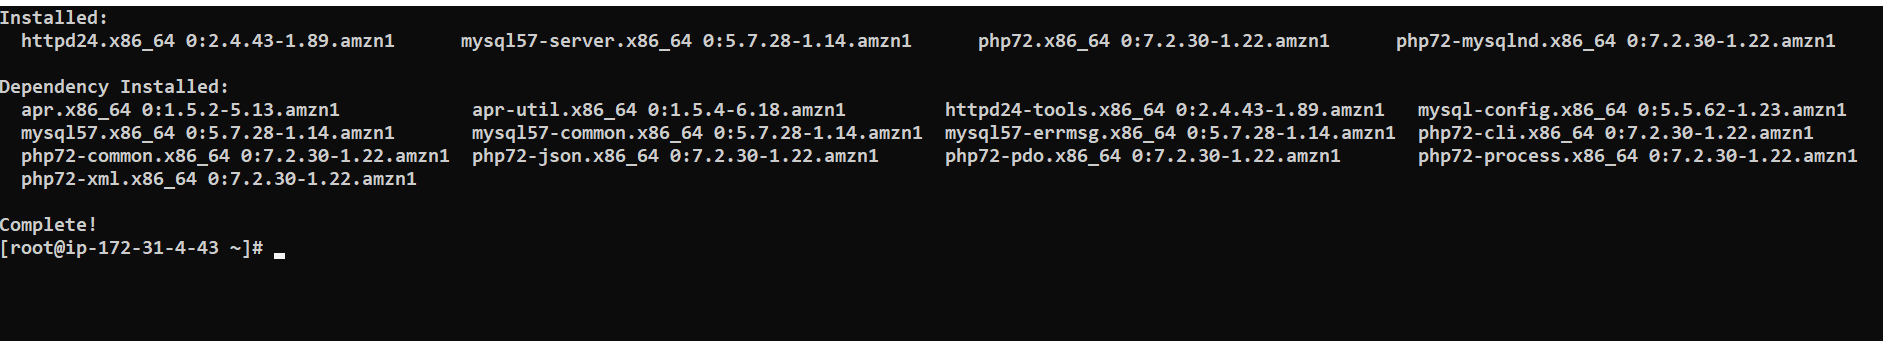 Installed:
  httpd24.x86_64 0:2.4.43-1.89.amzn1      mysql57-server.x86_64 0:5.7.28-1.14.amzn1      php72.x86_64 0:7.2.30-1.22.amzn1      php72-mysqlnd.x86_64 0:7.2.30-1.22.amzn1

Dependency Installed:
  apr.x86_64 0:1.5.2-5.13.amzn1            apr-util.x86_64 0:1.5.4-6.18.amzn1         httpd24-tools.x86_64 0:2.4.43-1.89.amzn1   mysql-config.x86_64 0:5.5.62-1.23.amzn1
  mysql57.x86_64 0:5.7.28-1.14.amzn1       mysql57-common.x86_64 0:5.7.28-1.14.amzn1  mysql57-errmsg.x86_64 0:5.7.28-1.14.amzn1  php72-cli.x86_64 0:7.2.30-1.22.amzn1
  php72-common.x86_64 0:7.2.30-1.22.amzn1  php72-json.x86_64 0:7.2.30-1.22.amzn1      php72-pdo.x86_64 0:7.2.30-1.22.amzn1       php72-process.x86_64 0:7.2.30-1.22.amzn1
  php72-xml.x86_64 0:7.2.30-1.22.amzn1

Complete!
[root@ip-172-31-4-43 ~]#